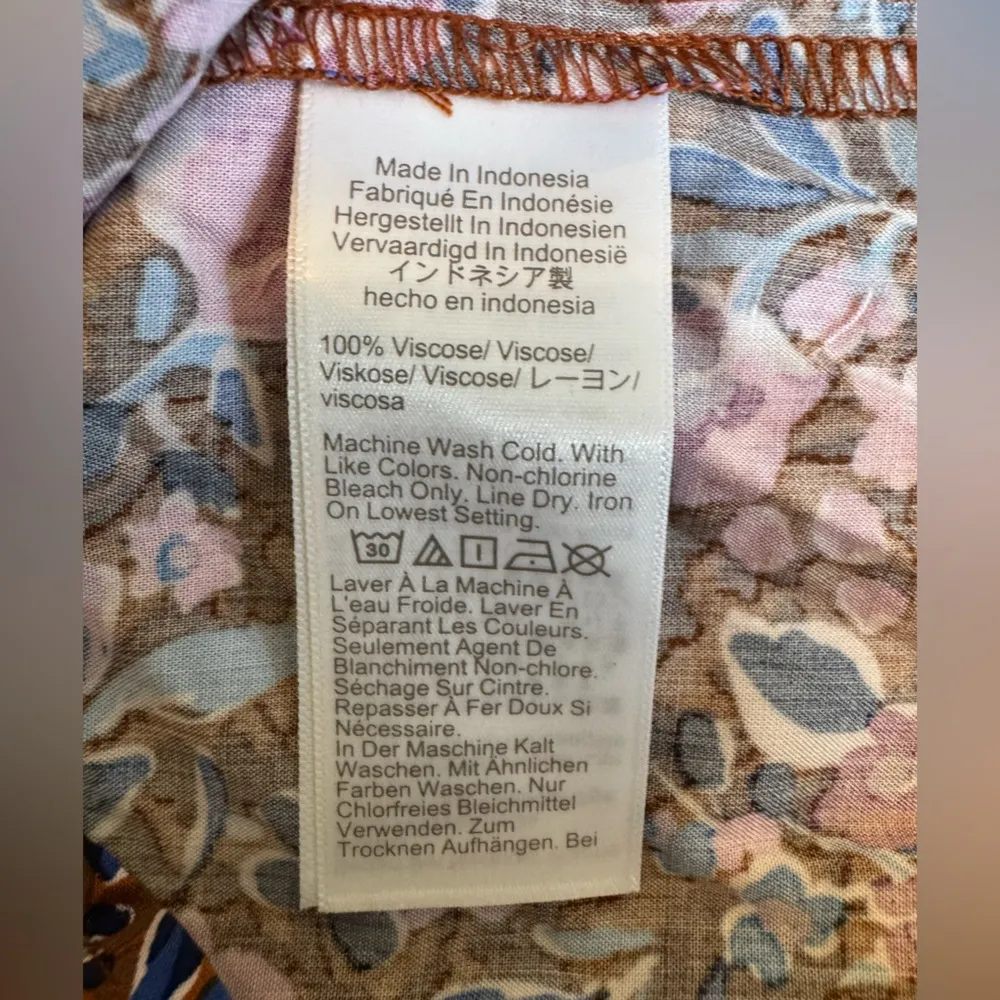 Made In Indonesia
Fabriqué En Indonésie
Hergestellt In Indonesien
Vervaardigd In Indonesië
インドネシア製
hecho en indonesia
100% Viscose/ Viscose/
Viskose/ Viscose/ レーヨン/
viscosa
Machine Wash Cold. With
Like Colors. Non-chlorine
Bleach Only. Line Dry. Iron
On Lowest Setting.
30
Laver À La Machine À
L'eau Froide. Laver En
Séparant Les Couleurs.
Seulement Agent De
Blanchiment Non-chlore.
Séchage Sur Cintre.
Repasser À Fer Doux Si
Nécessaire.
In Der Maschine Kalt
Waschen. Mit Ähnlichen
Farben Waschen. Nur
Chlorfreies Bleichmittel
Verwenden. Zum
Trocknen Aufhängen. Bei